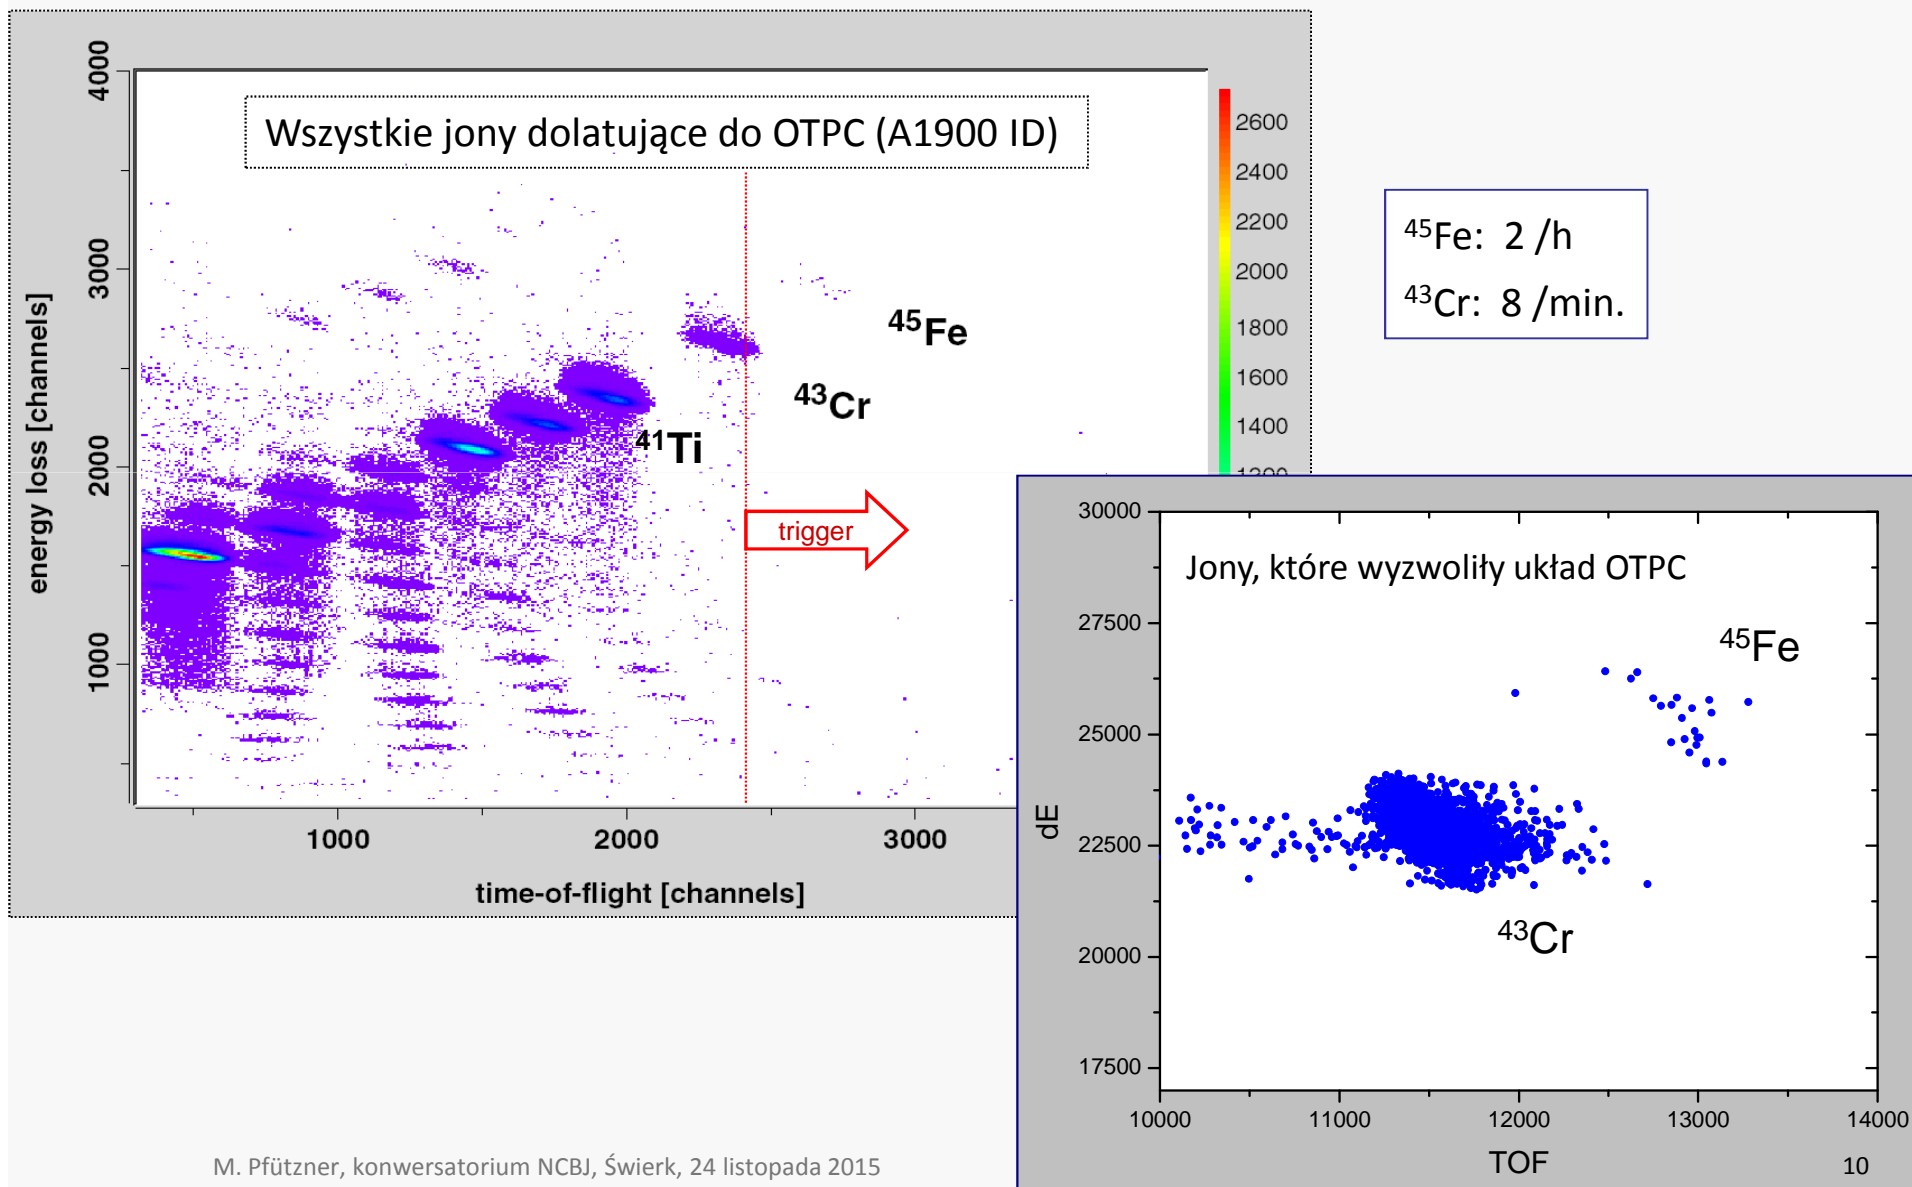 Wszystkie jony dolatujące do OTPC (A1900 ID)
4000
3000
2000
1000
energy loss [channels]
⁴⁵Fe
⁴³Cr
⁴¹Ti
trigger
1000 2000 3000
time-of-flight [channels]
2600
2400
2200
2000
1800
1600
1400
1200
⁴⁵Fe: 2 /h
⁴³Cr: 8 /min.
Jony, które wyzwoliły układ OTPC
30000
27500
25000
22500
20000
17500
dE
⁴⁵Fe
⁴³Cr
10000 11000 12000 13000 14000
TOF
M. Pfützner, konwersatorium NCBJ, Świerk, 24 listopada 2015
10